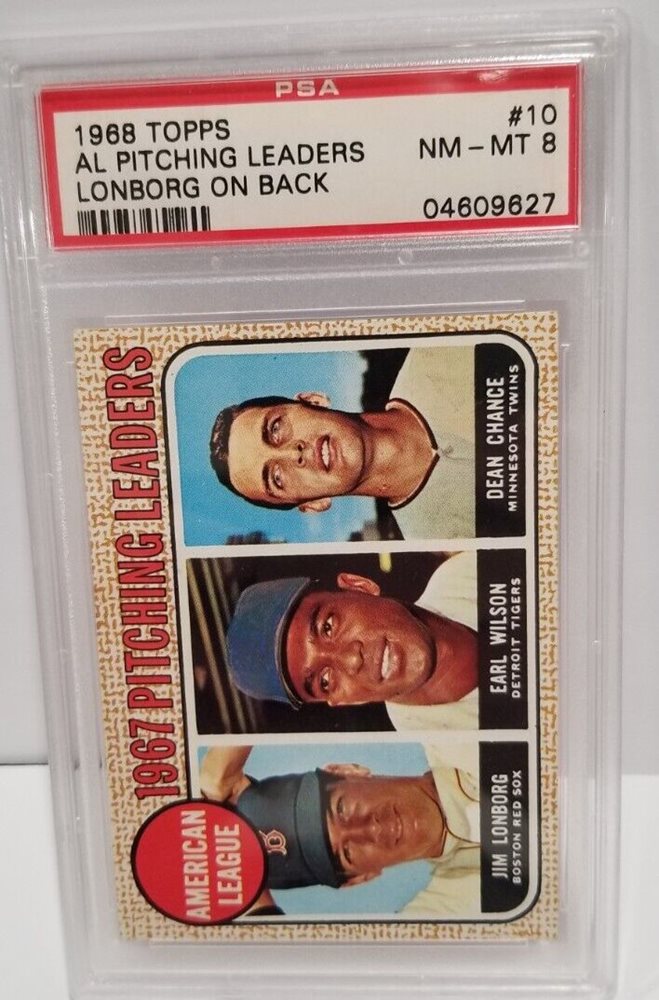 PSA
1968 TOPPS #10
AL PITCHING LEADERS NM - MT 8
LONBORG ON BACK
04609627
1967 PITCHING LEADERS
AMERICAN
LEAGUE
B
JIM LONBORG
BOSTON RED SOX
EARL WILSON
DETROIT TIGERS
DEAN CHANCE
MINNESOTA TWINS